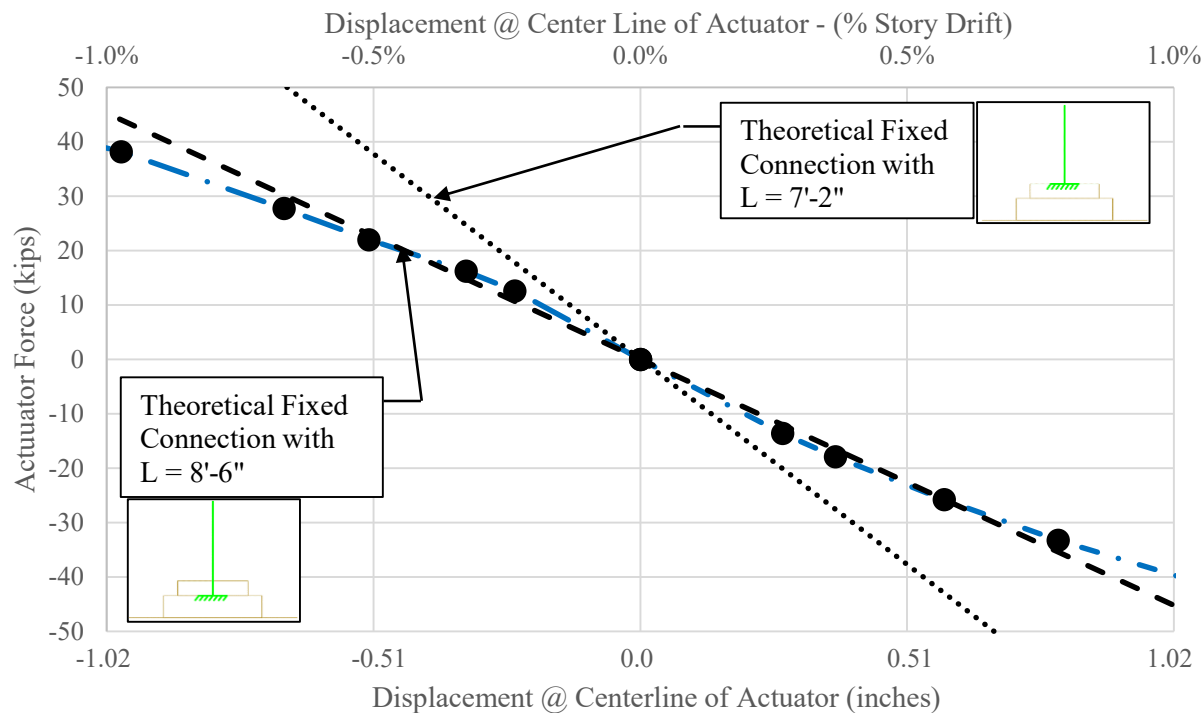 Displacement @ Center Line of Actuator - (% Story Drift)
-1.0% -0.5% 0.0% 0.5% 1.0%
50
40
30
20
10
0
-10
-20
-30
-40
-50
Actuuator Force (kips)
Theoretical Fixed
Connection with
L = 7'-2"
Theoretical Fixed
Connection with
L = 8'-6"
-1.02 -0.51 0.0 0.51 1.02
Displacement @ Centerline of Actuator (inches)